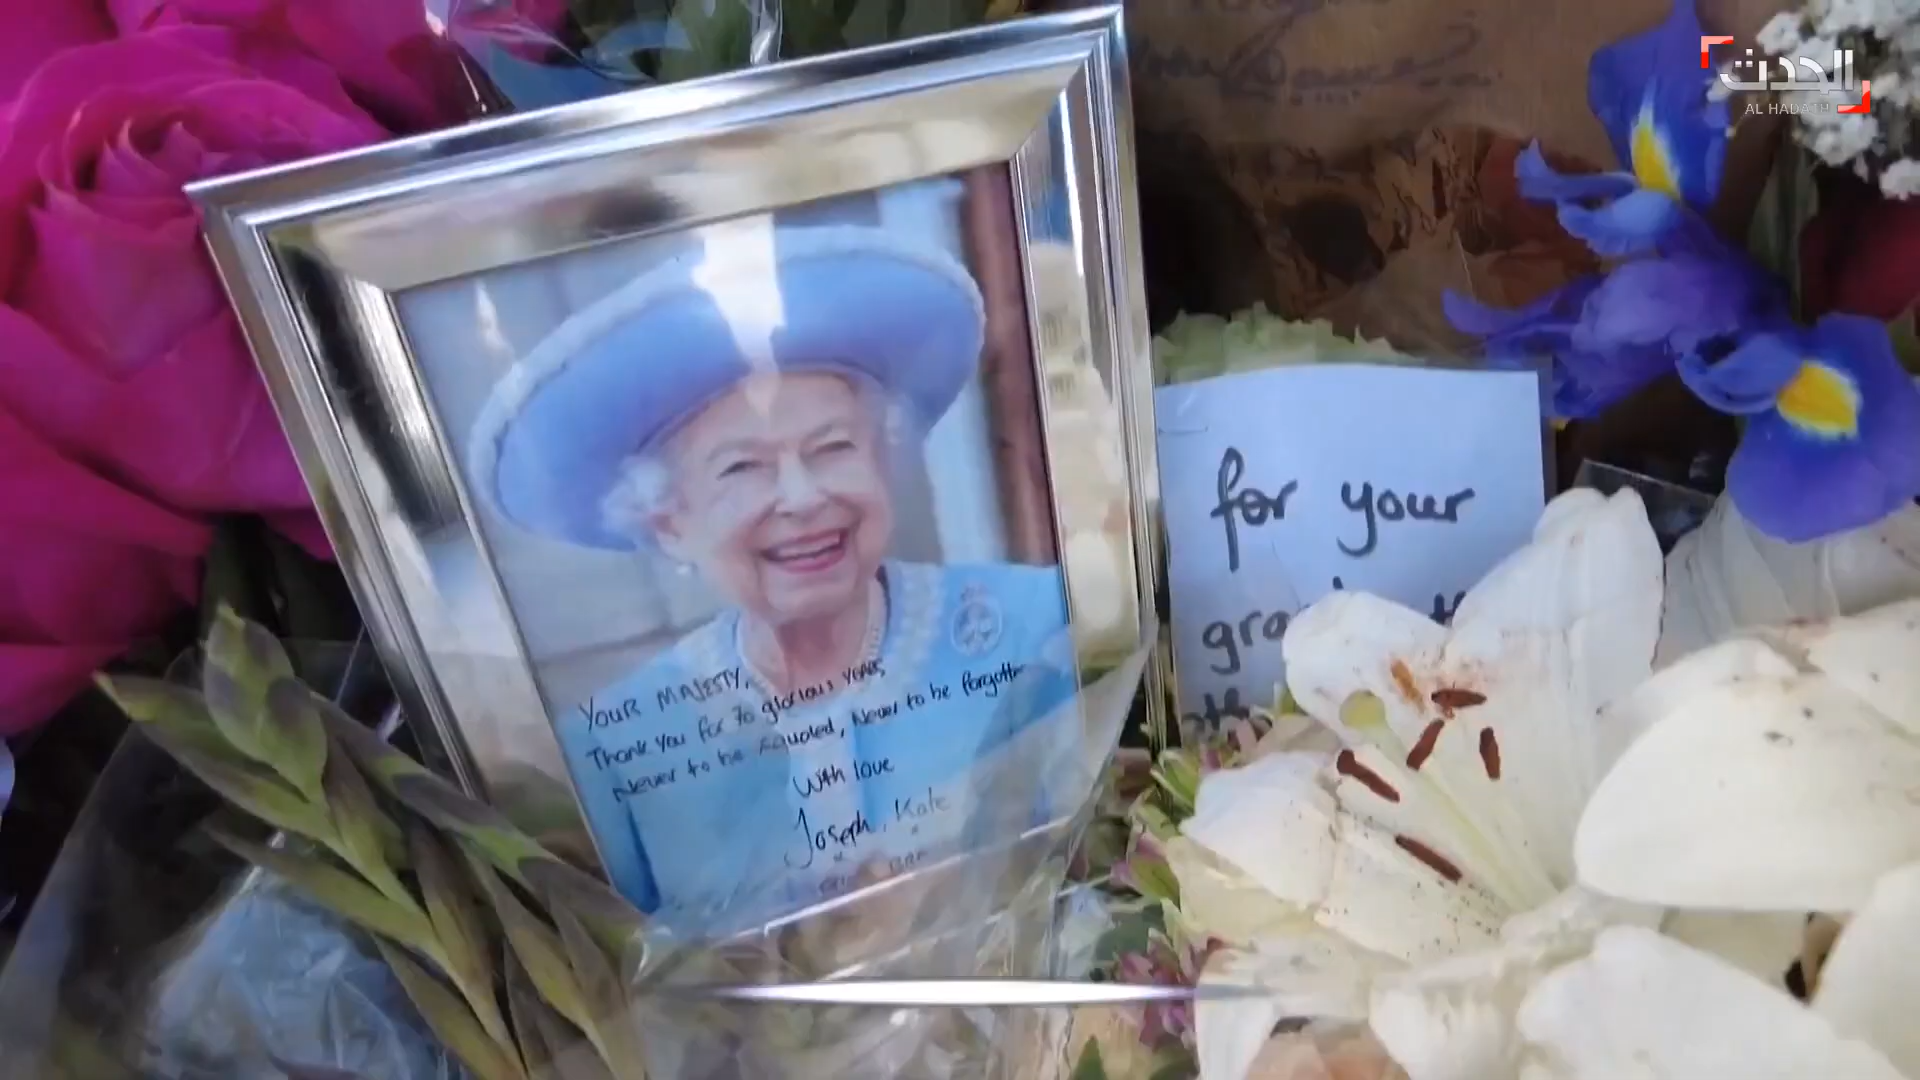 الحدث
AL HADATH
YOUR MAJESTY,
Thank you for 70 glorious YEARS
Never to be Equaled, Never to be forgotten
With love
Joseph, Kate
for your